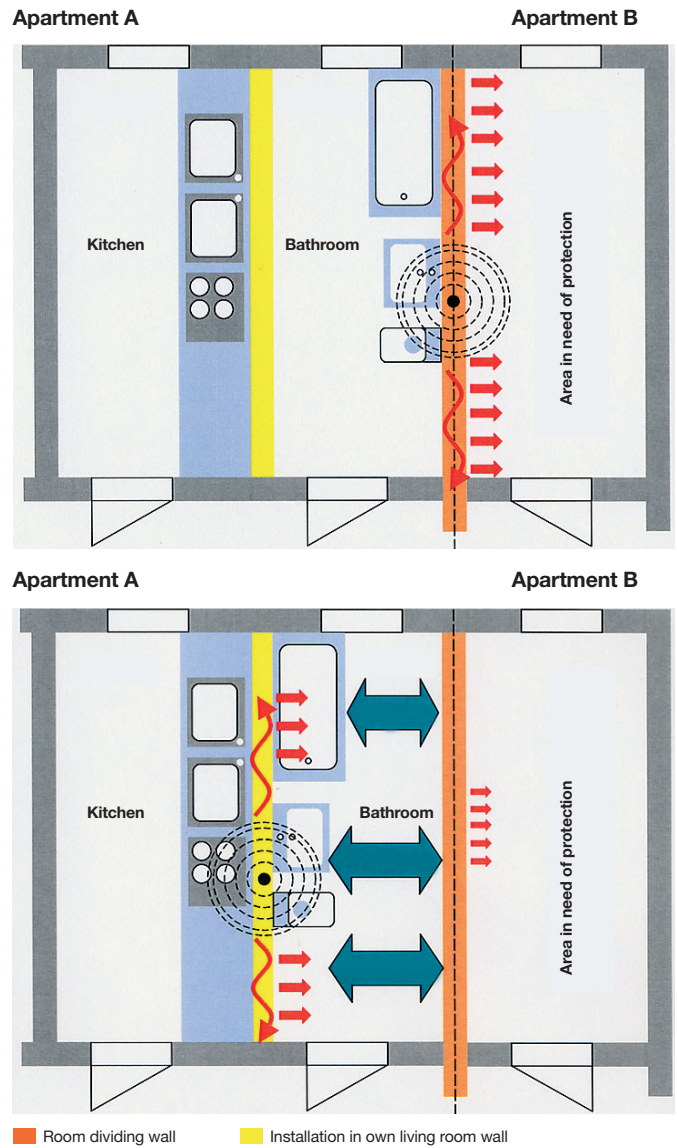 Apartment A
Apartment B
Kitchen
Bathroom
Area in need of protection
Apartment A
Apartment B
Kitchen
Bathroom
Area in need of protection
Room dividing wall
Installation in own living room wall